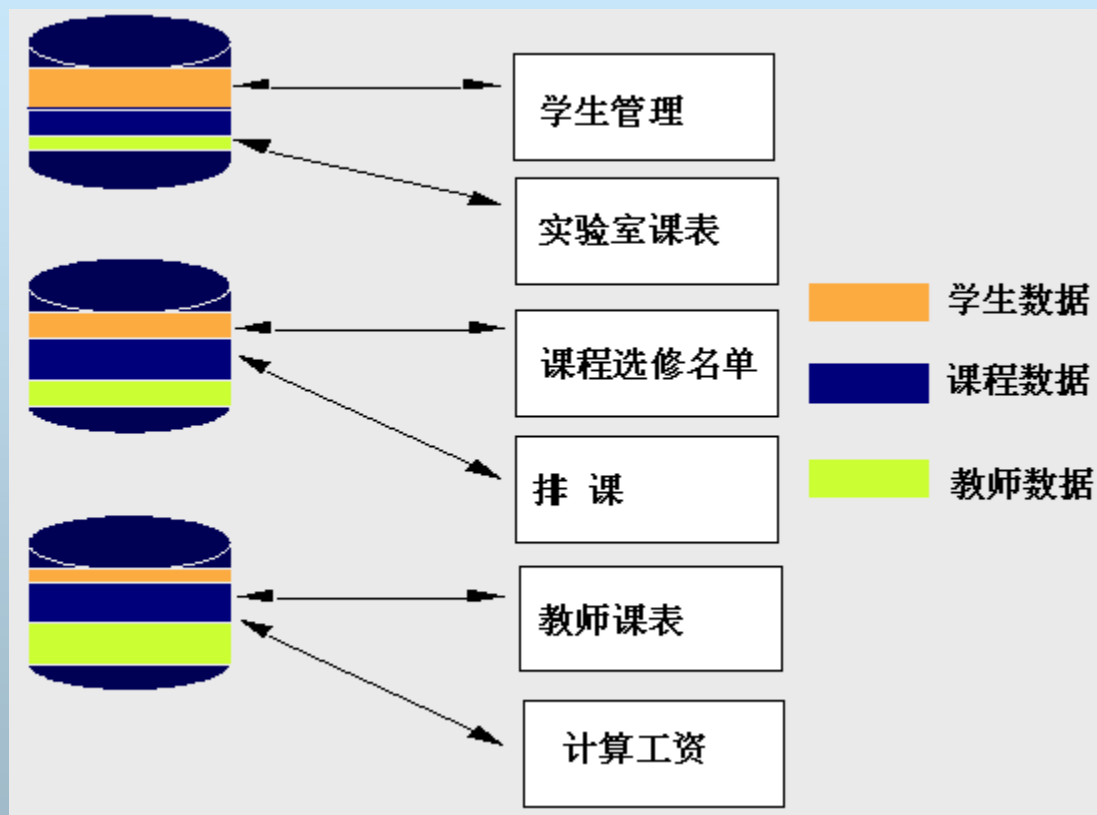 学生管理
实验室课表
课程选修名单
排 课
教师课表
计算工资
学生数据
课程数据
教师数据